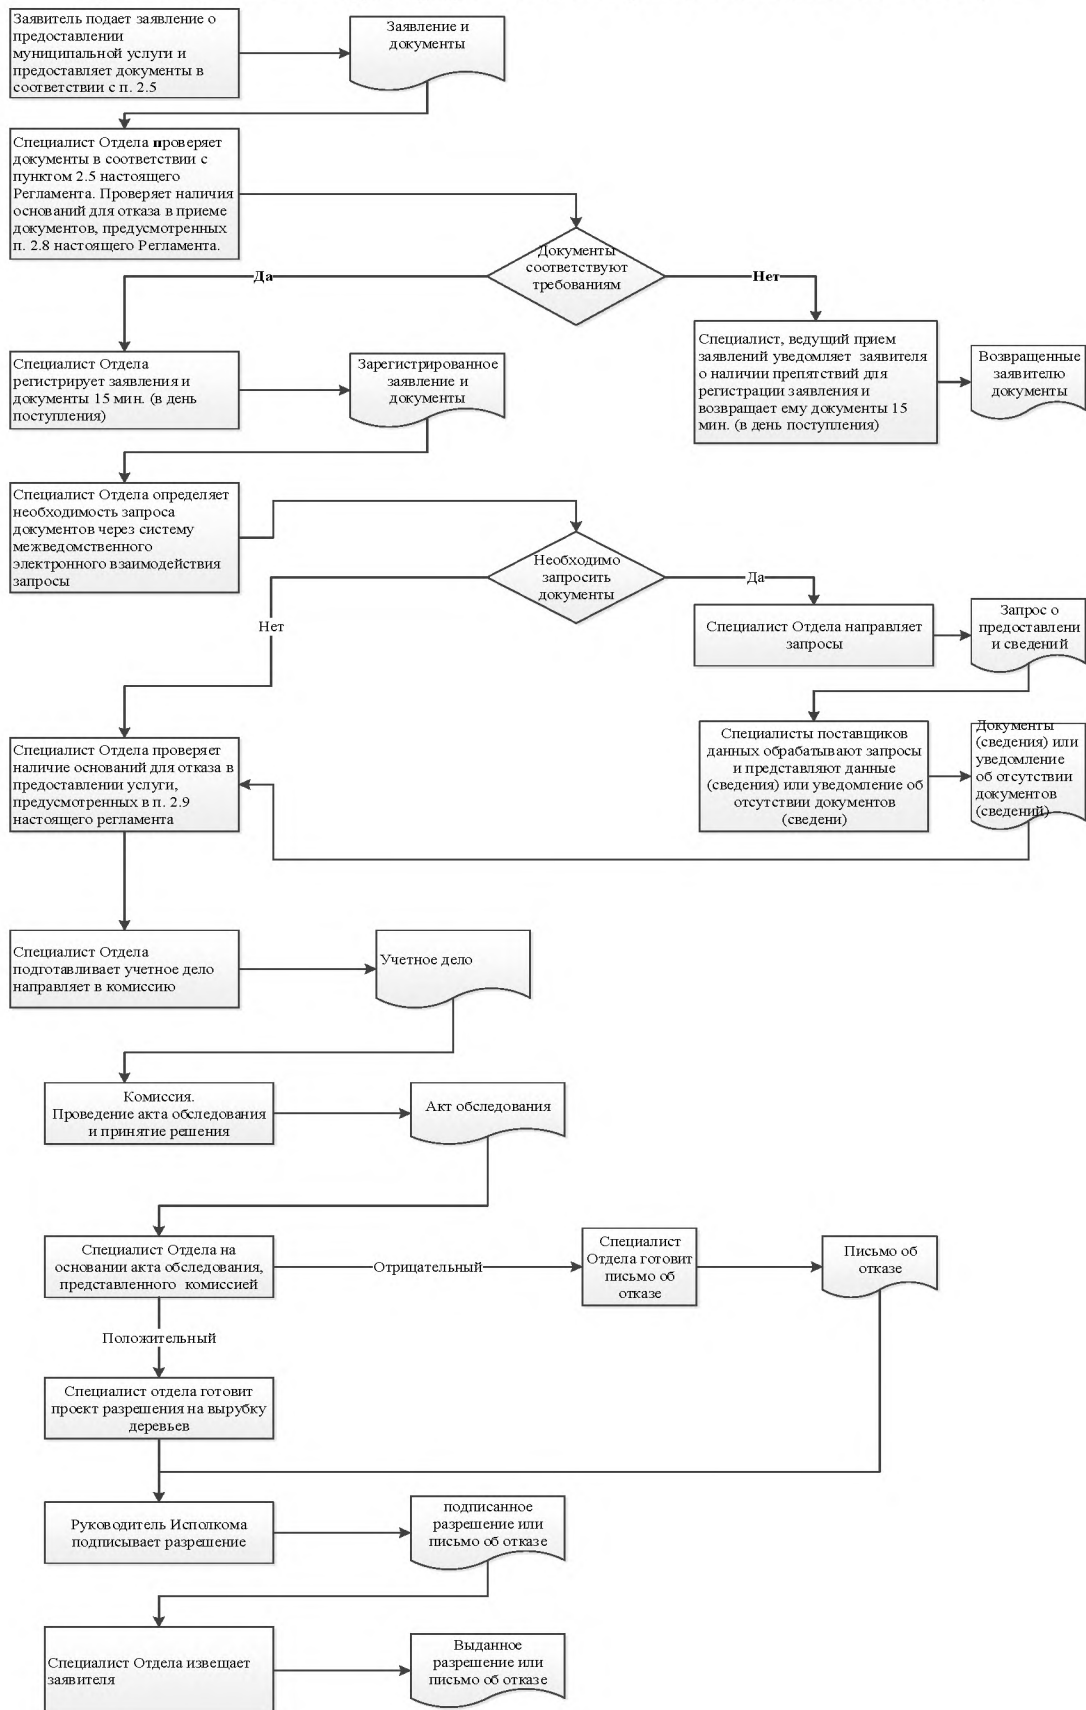 Заявитель подает заявление о
предоставлении
муниципальной услуги и
предоставляет документы в
соответствии с п. 2.5
Заявление и
документы
Специалист Отдела проверяет
документы в соответствии с
пунктом 2.5 настоящего
Регламента. Проверяет наличия
оснований для отказа в приеме
документов, предусмотренных
п. 2.8 настоящего Регламента.
Документы
соответствуют
требованиям
Да
Нет
Специалист Отдела
регистрирует заявления и
документы 15 мин. (в день
поступления)
Зарегистрированное
заявление и
документы
Специалист, ведущий прием
заявлений уведомляет заявителя
о наличии препятствий для
регистрации заявления и
возвращает ему документы 15
мин. (в день поступления)
Возвращенные
заявителю
документы
Специалист Отдела определяет
необходимость запроса
документов через систему
межведомственного
электронного взаимодействия
запросы
Необходимо
запросить
документы
Да
Нет
Специалист Отдела направляет
запросы
Запрос о
предоставлени
и сведений
Специалист Отдела проверяет
наличие оснований для отказа в
предоставлении услуги,
предусмотренных в п. 2.9
настоящего регламента
Специалисты поставщиков
данных обрабатывают запросы
и представляют данные
(сведения) или уведомление об
отсутствии документов
(сведени)
Документы
(сведения) или
уведомление
об отсутствии
документов
(сведений)
Специалист Отдела
подготавливает учетное дело
направляет в комиссию
Учетное дело
Комиссия.
Проведение акта обследования
и принятие решения
Акт обследования
Специалист Отдела на
основании акта обследования,
представленного комиссией
Отрицательный
Специалист
Отдела готовит
письмо об
отказе
Письмо об
отказе
Положительный
Специалист отдела готовит
проект разрешения на вырубку
деревьев
Руководитель Исполкома
подписывает разрешение
подписанное
разрешение или
письмо об отказе
Специалист Отдела извещает
заявителя
Выданное
разрешение или
письмо об отказе